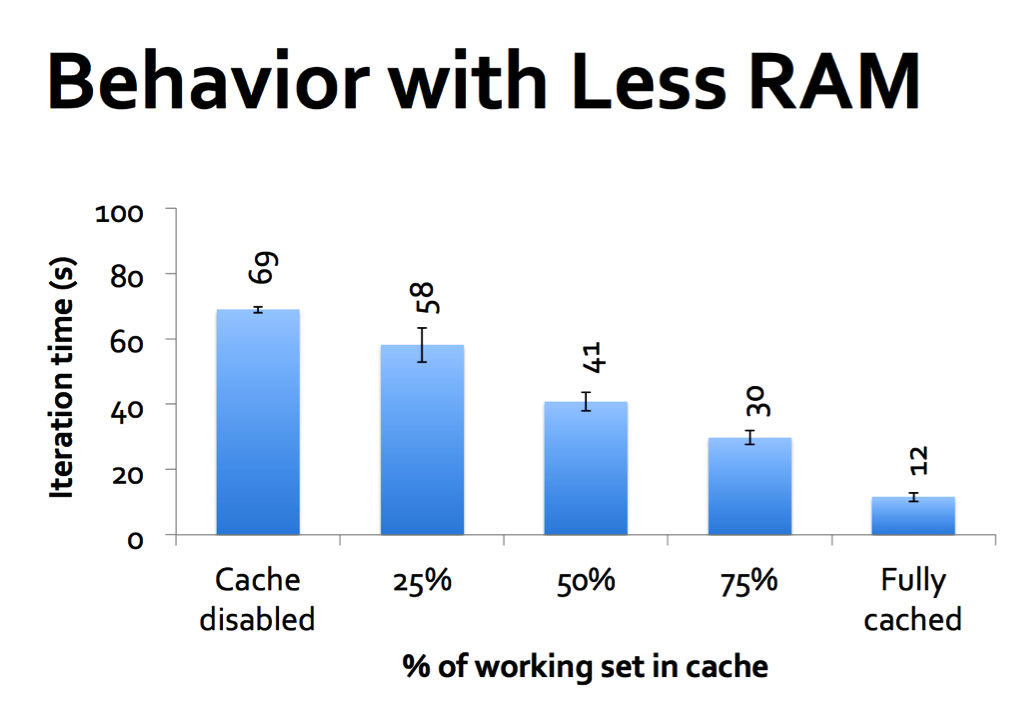 Behavior with Less RAM
Iteration time (s)
100
80
60
40
20
0
69
58
41
30
12
Cache disabled
25%
50%
75%
Fully cached
% of working set in cache